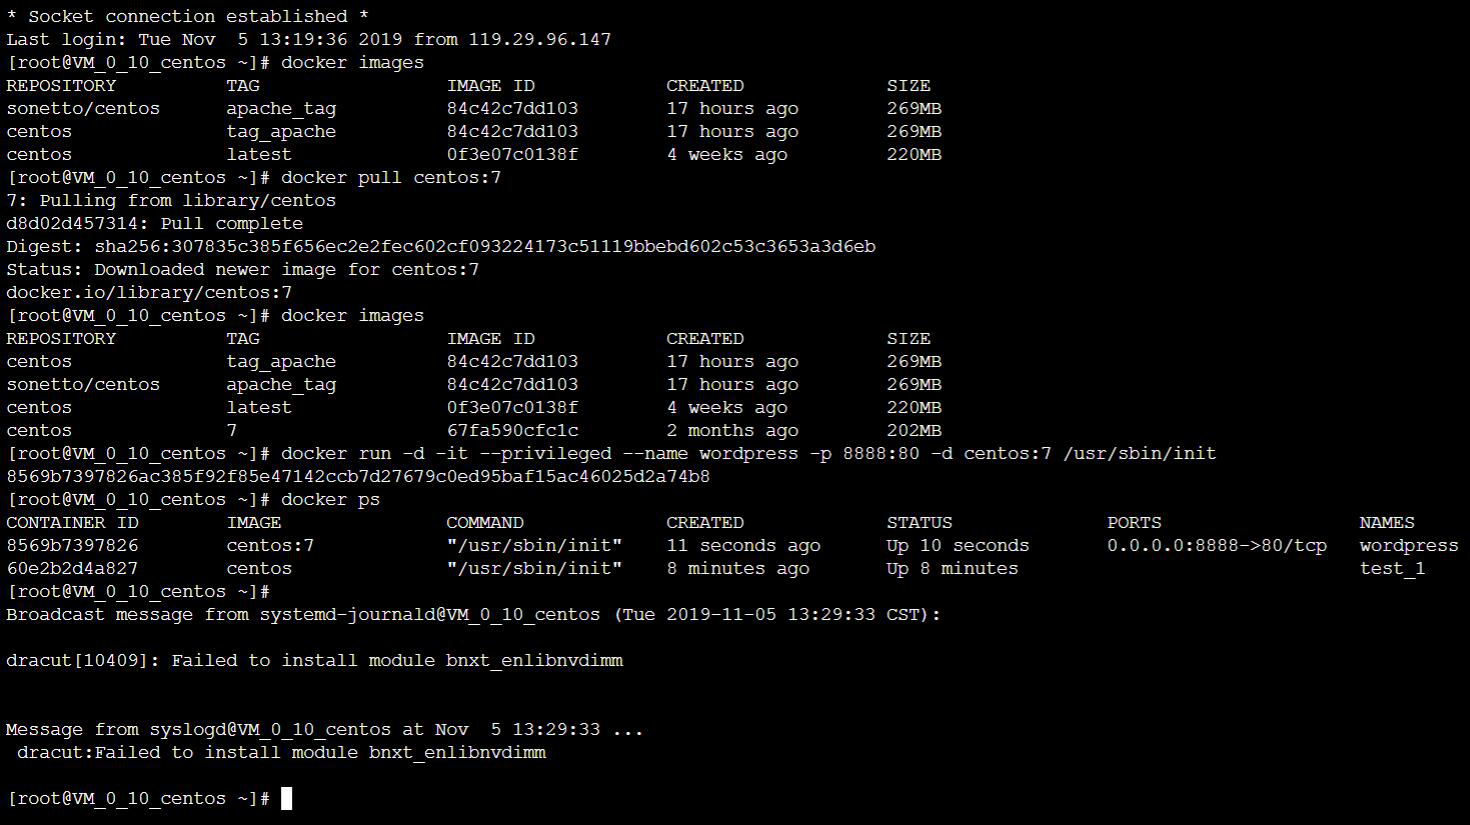 * Socket connection established *
Last login: Tue Nov  5 13:19:36 2019 from 119.29.96.147
[root@VM_0_10_centos ~]# docker images
REPOSITORY          TAG                 IMAGE ID            CREATED             SIZE
sonetto/centos      apache_tag          84c42c7dd103        17 hours ago        269MB
centos              tag_apache          84c42c7dd103        17 hours ago        269MB
centos              latest              0f3e07c0138f        4 weeks ago         220MB
[root@VM_0_10_centos ~]# docker pull centos:7
7: Pulling from library/centos
d8d02d457314: Pull complete
Digest: sha256:307835c385f656ec2e2fec602cf093224173c51119bbebd602c53c3653a3d6eb
Status: Downloaded newer image for centos:7
docker.io/library/centos:7
[root@VM_0_10_centos ~]# docker images
REPOSITORY          TAG                 IMAGE ID            CREATED             SIZE
centos              tag_apache          84c42c7dd103        17 hours ago        269MB
sonetto/centos      apache_tag          84c42c7dd103        17 hours ago        269MB
centos              latest              0f3e07c0138f        4 weeks ago         220MB
centos              7                   67fa590cfc1c        2 months ago        202MB
[root@VM_0_10_centos ~]# docker run -d -it --privileged --name wordpress -p 8888:80 -d centos:7 /usr/sbin/init
8569b7397826ac385f92f85e47142ccb7d27679c0ed95baf15ac46025d2a74b8
[root@VM_0_10_centos ~]# docker ps
CONTAINER ID        IMAGE               COMMAND             CREATED             STATUS              PORTS                  NAMES
8569b7397826        centos:7            "/usr/sbin/init"    11 seconds ago      Up 10 seconds       0.0.0.0:8888->80/tcp   wordpress
60e2b2d4a827        centos              "/usr/sbin/init"    8 minutes ago       Up 8 minutes                               test_1
[root@VM_0_10_centos ~]#
Broadcast message from systemd-journald@VM_0_10_centos (Tue 2019-11-05 13:29:33 CST):
dracut[10409]: Failed to install module bnxt_enlibnvdimm
Message from syslogd@VM_0_10_centos at Nov  5 13:29:33 ...
 dracut:Failed to install module bnxt_enlibnvdimm
[root@VM_0_10_centos ~]#